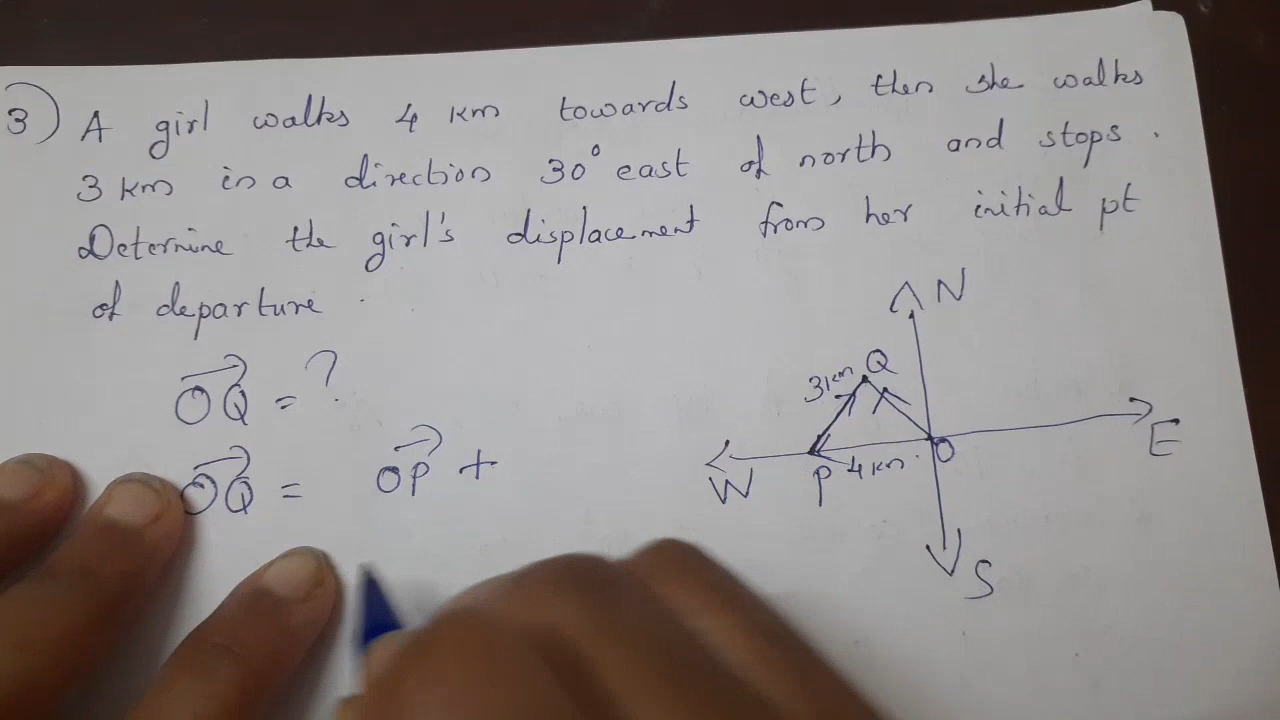 3) A girl walks 4 km towards west, then she walks
3 km in a direction 30° east of north and stops.
Determine the girl's displacement from her initial pt
of departure.
N
→OQ = ?
3km Q
E
→OQ = →OP +
W P 4km. O
S